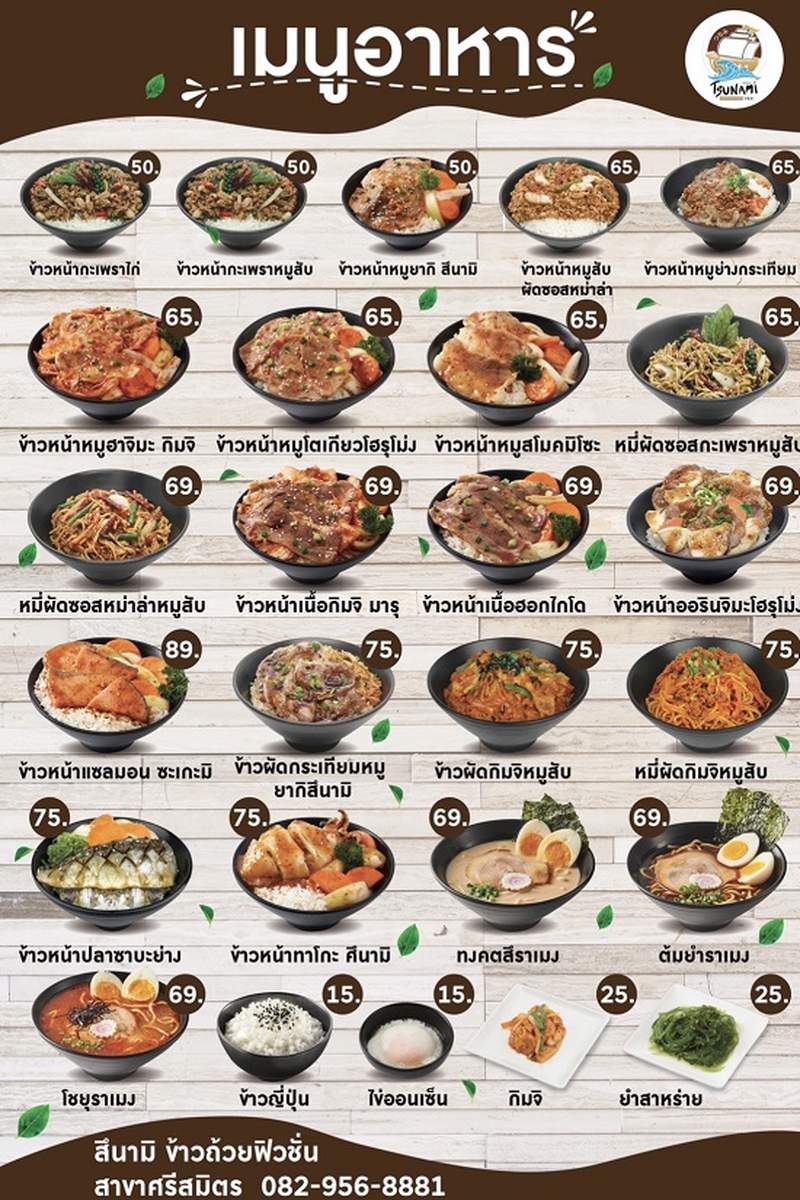 เมนูอาหาร
TSUNAMI
50.
50.
50.
65.
65.
ข้าวหน้ากะเพราไก่
ข้าวหน้ากะเพราหมูสับ
ข้าวหน้าหมูยากิ สึนามิ
ข้าวหน้าหมูสับ
ผัดซอสหม่าล่า
ข้าวหน้าหมูย่างกระเทียม
65.
65.
65.
65.
ข้าวหน้าหมูฮาจิมะ กิมจิ
ข้าวหน้าหมูโตเกียวโฮรุโม่ง
ข้าวหน้าหมูสโมคมิโซะ
หมี่ผัดซอสกะเพราหมูสับ
69.
69.
69.
69.
หมี่ผัดซอสหม่าล่าหมูสับ
ข้าวหน้าเนื้อกิมจิ มารุ
ข้าวหน้าเนื้อฮอกไกโด
ข้าวหน้าออรินจิมะโฮรุโม่ง
89.
75.
75.
75.
ข้าวหน้าแซลมอน ซะเกะมิ
ข้าวผัดกระเทียมหมู
ยากิสึนามิ
ข้าวผัดกิมจิหมูสับ
หมี่ผัดกิมจิหมูสับ
75.
75.
69.
69.
ข้าวหน้าปลาซาบะย่าง
ข้าวหน้าทาโกะ สึนามิ
ทงคตสึราเมง
ต้มยำราเมง
69.
15.
15.
25.
25.
โชยุราเมง
ข้าวญี่ปุ่น
ไข่ออนเซ็น
กิมจิ
ยำสาหร่าย
สึนามิ ข้าวถ้วยฟิวชั่น
สาขาศรีสมิตร 082-956-8881